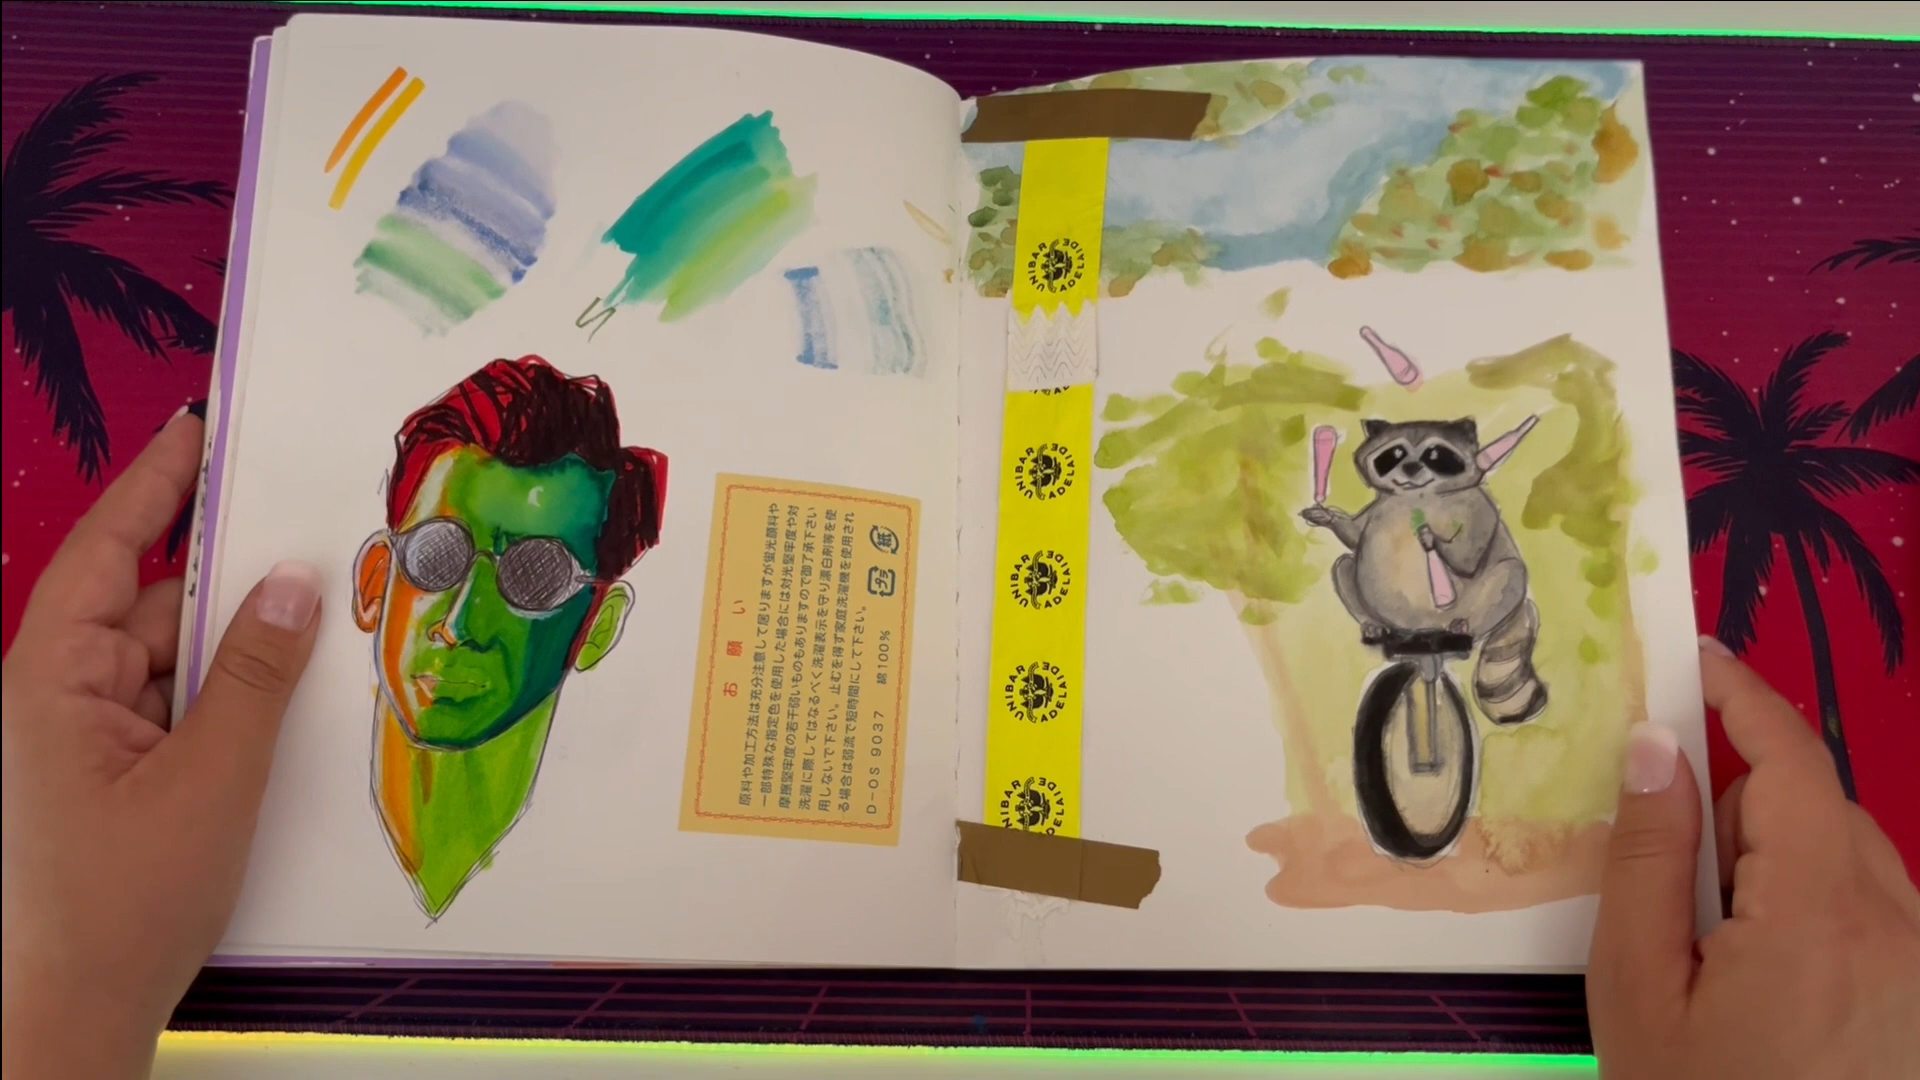 お願い
原料や加工方法は充分注意して居りますが蛍光顔料や
一部特殊な指定色を使用した場合には対光堅牢度や対
摩擦堅牢度の若干弱いものもありますので御了承下さい
洗濯に際してはなるべく洗濯表示を守り漂白剤等を使
用しないで下さい。止むを得ず家庭洗濯機を使用され
る場合は弱流で短時間にして下さい。
D-OS 9037 綿100%
紙
プラ
UNIBAR
ADELAIDE
UNIBAR
ADELAIDE
UNIBAR
ADELAIDE
UNIBAR
ADELAIDE
UNIBAR
ADELAIDE